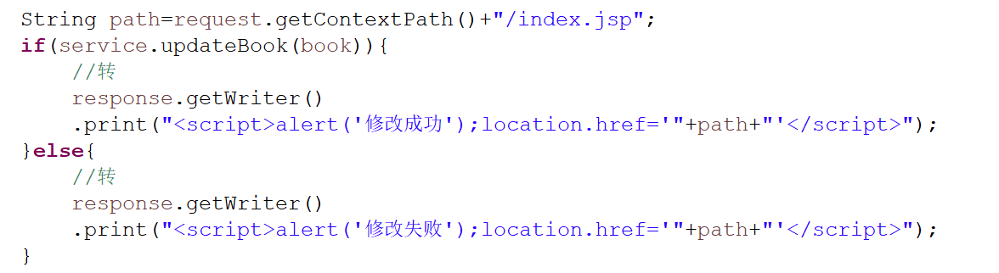 String path=request.getContextPath()+"/index.jsp";
if(service.updateBook(book)){
    //转
    response.getWriter()
    .print("<script>alert('修改成功');location.href='"+path+"'</script>");
}else{
    //转
    response.getWriter()
    .print("<script>alert('修改失败');location.href='"+path+"'</script>");
}